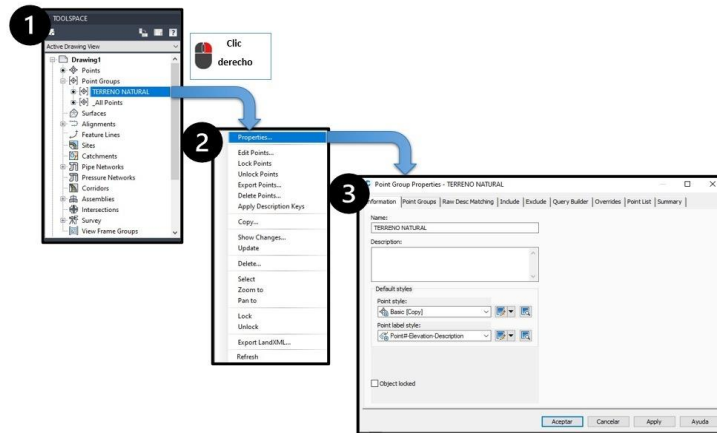 1
TOOLSPACE
Active Drawing View
Drawing1
Points
Point Groups
TERRENO NATURAL
_All Points
Surfaces
Alignments
Feature Lines
Sites
Catchments
Pipe Networks
Pressure Networks
Corridors
Assemblies
Intersections
Survey
View Frame Groups
Clic
derecho
2
Properties...
Edit Points...
Lock Points
Unlock Points
Export Points...
Delete Points...
Apply Description Keys
Copy...
Show Changes...
Update
Delete...
Select
Zoom to
Pan to
Lock
Unlock
Export LandXML...
Refresh
3
Point Group Properties - TERRENO NATURAL
Information Point Groups Raw Desc Matching Include Exclude Query Builder Overrides Point List Summary
Name:
TERRENO NATURAL
Description:
Default styles
Point style:
Basic [Copy]
Point label style:
Point#-Elevation-Description
Object locked
Aceptar Cancelar Apply Ayuda